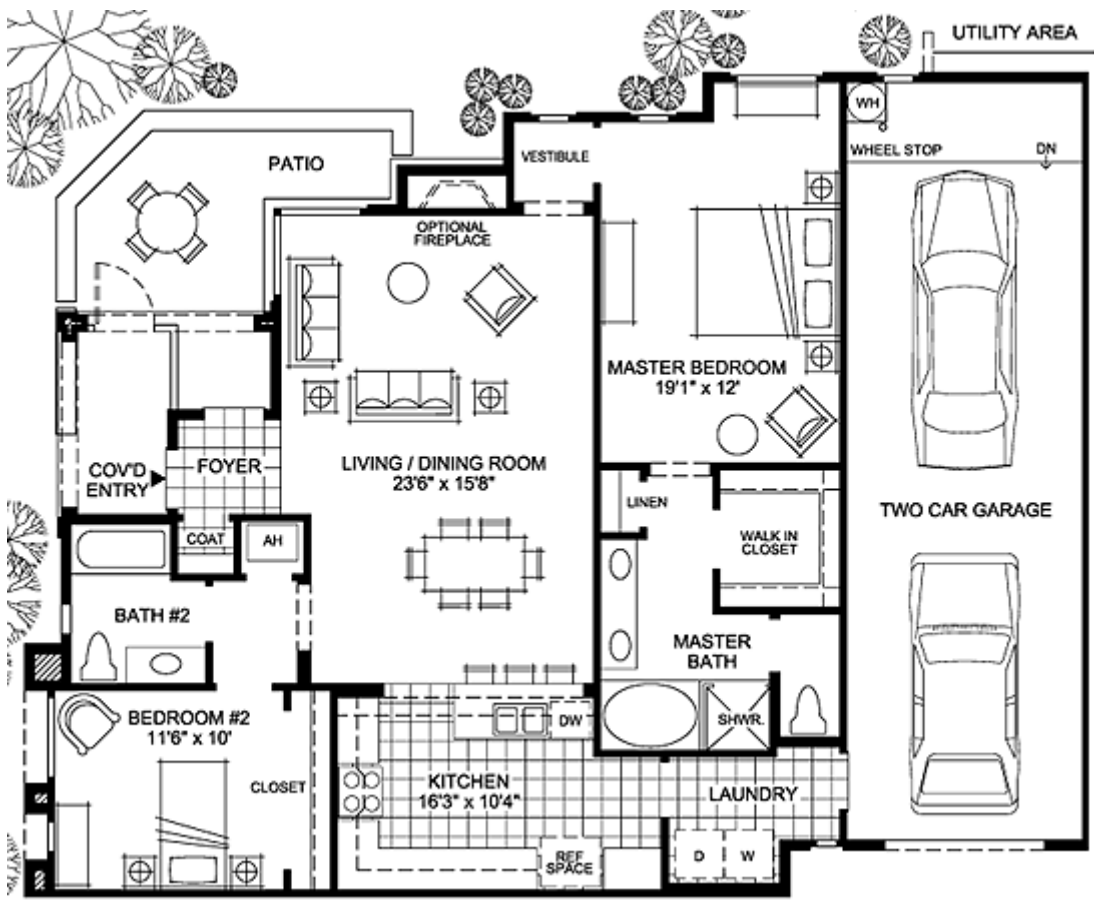 UTILITY AREA
WH
WHEEL STOP
DN
VESTIBULE
PATIO
OPTIONAL
FIREPLACE
MASTER BEDROOM
19'1" x 12'
COV'D
ENTRY
FOYER
LIVING / DINING ROOM
23'6" x 15'8"
LINEN
TWO CAR GARAGE
COAT
AH
WALK IN
CLOSET
BATH #2
MASTER
BATH
BEDROOM #2
11'6" x 10'
DW
SHWR.
CLOSET
KITCHEN
16'3" x 10'4"
LAUNDRY
REF
SPACE
D
W